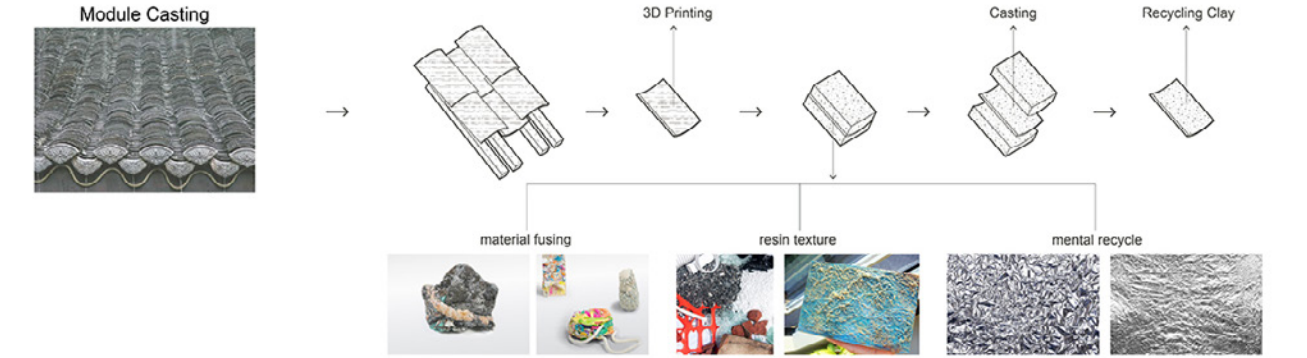 Module Casting
3D Printing
Casting
Recycling Clay
material fusing
resin texture
mental recycle